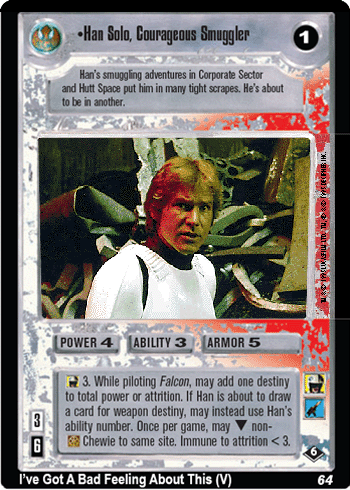 •Han Solo, Courageous Smuggler
1
Han's smuggling adventures in Corporate Sector
and Hutt Space put him in many tight scrapes. He's about
to be in another.
POWER 4 ABILITY 3 ARMOR 5
3. While piloting Falcon, may add one destiny
to total power or attrition. If Han is about to draw
a card for weapon destiny, may instead use Han's
ability number. Once per game, may ▼ non-
Chewie to same site. Immune to attrition < 3.
3
6
6
I've Got A Bad Feeling About This (V) 64